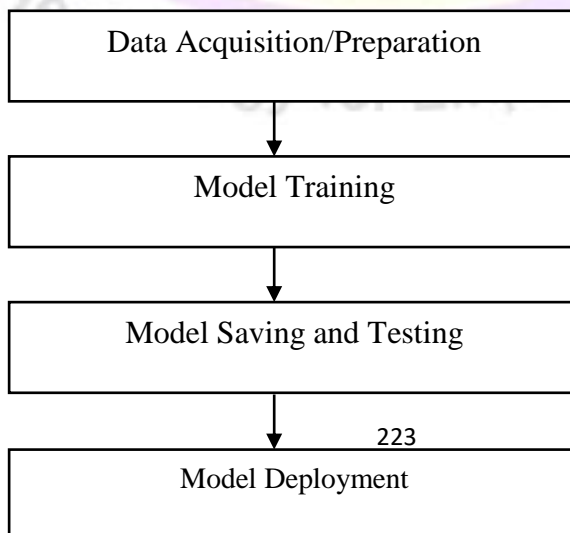 Data Acquisition/Preparation
Model Training
Model Saving and Testing
223
Model Deployment